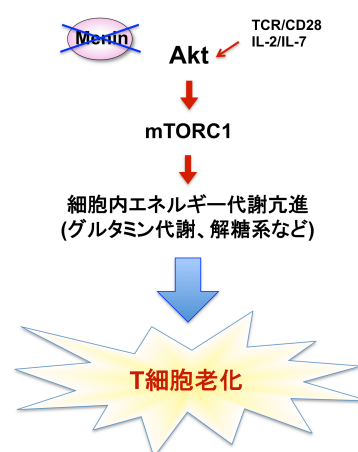 Menin
Akt
TCR/CD28
IL-2/IL-7
mTORC1
細胞内エネルギー代謝亢進
(グルタミン代謝、解糖系など)
T細胞老化